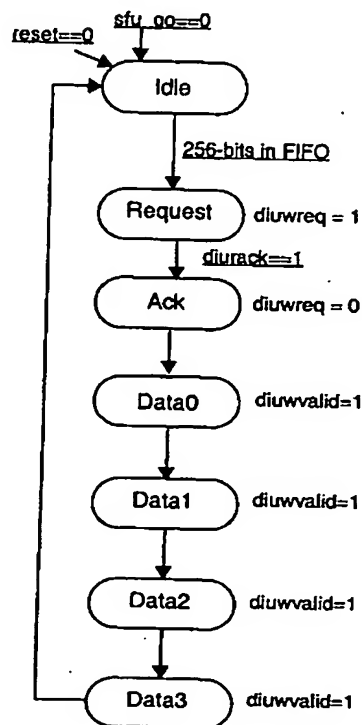 sfu_go==0
reset==0
Idle
256-bits in FIFO
Request diuwreq = 1
diurack==1
Ack diuwreq = 0
Data0 diuwvalid=1
Data1 diuwvalid=1
Data2 diuwvalid=1
Data3 diuwvalid=1